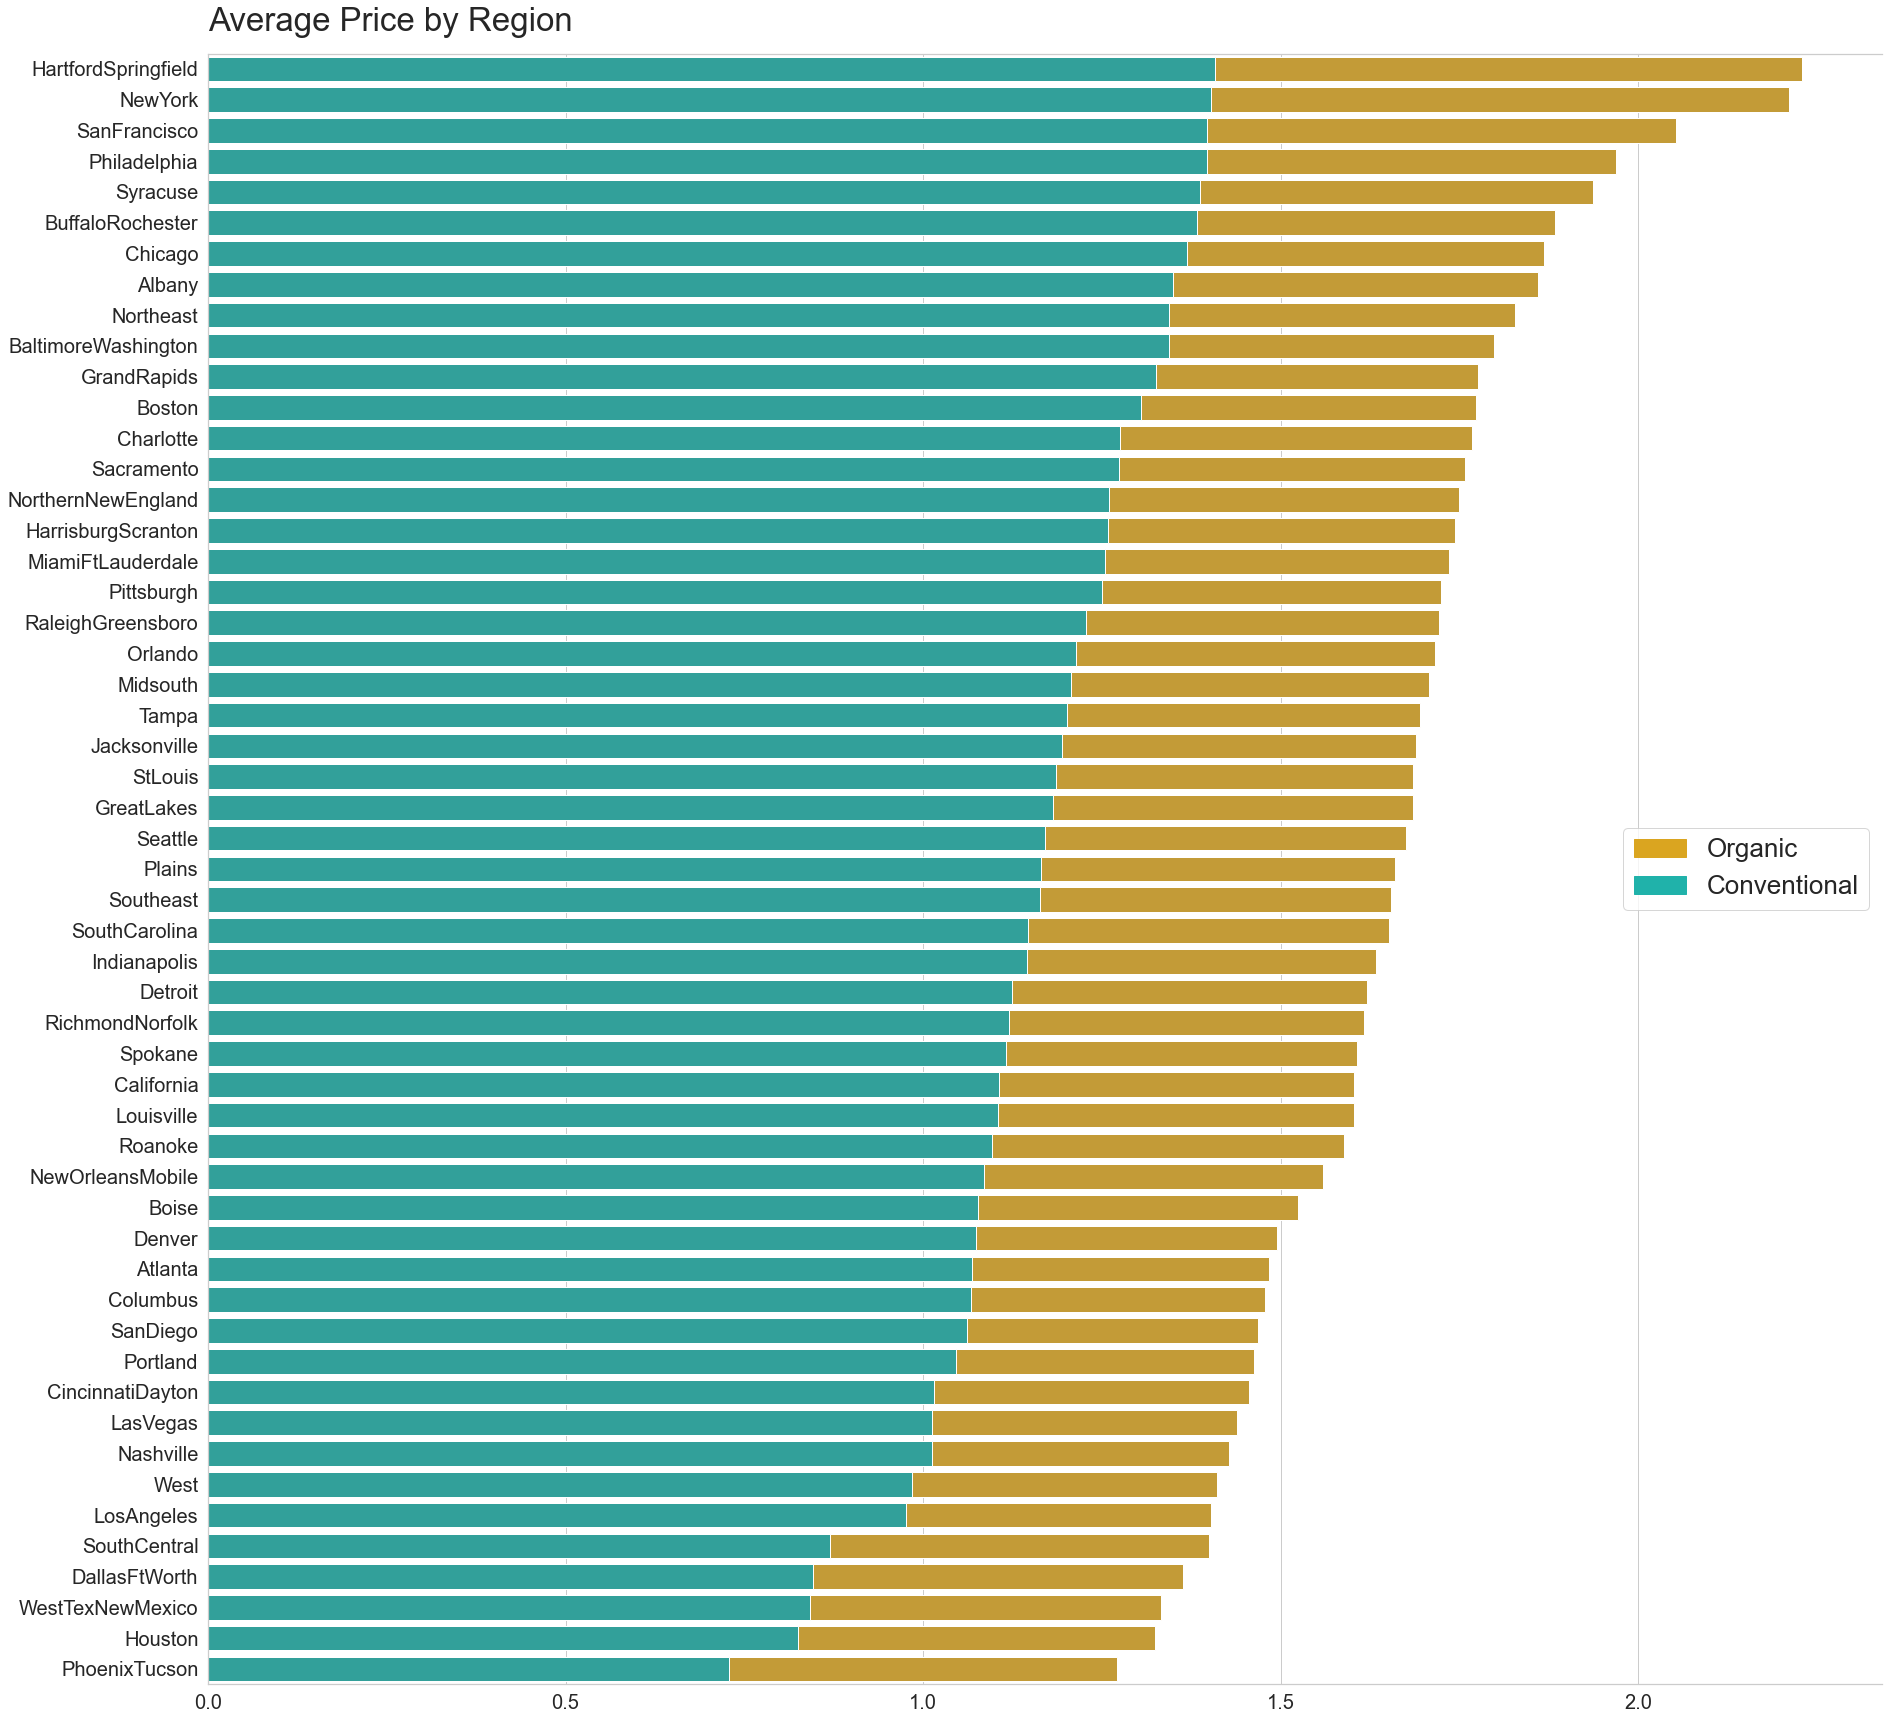 Average Price by Region
HartfordSpringfield
NewYork
SanFrancisco
Philadelphia
Syracuse
BuffaloRochester
Chicago
Albany
Northeast
BaltimoreWashington
GrandRapids
Boston
Charlotte
Sacramento
NorthernNewEngland
HarrisburgScranton
MiamiFtLauderdale
Pittsburgh
RaleighGreensboro
Orlando
Midsouth
Tampa
Jacksonville
StLouis
GreatLakes
Seattle
Plains
Southeast
SouthCarolina
Indianapolis
Detroit
RichmondNorfolk
Spokane
California
Louisville
Roanoke
NewOrleansMobile
Boise
Denver
Atlanta
Columbus
SanDiego
Portland
CincinnatiDayton
LasVegas
Nashville
West
LosAngeles
SouthCentral
DallasFtWorth
WestTexNewMexico
Houston
PhoenixTucson
0.0 0.5 1.0 1.5 2.0
Organic
Conventional